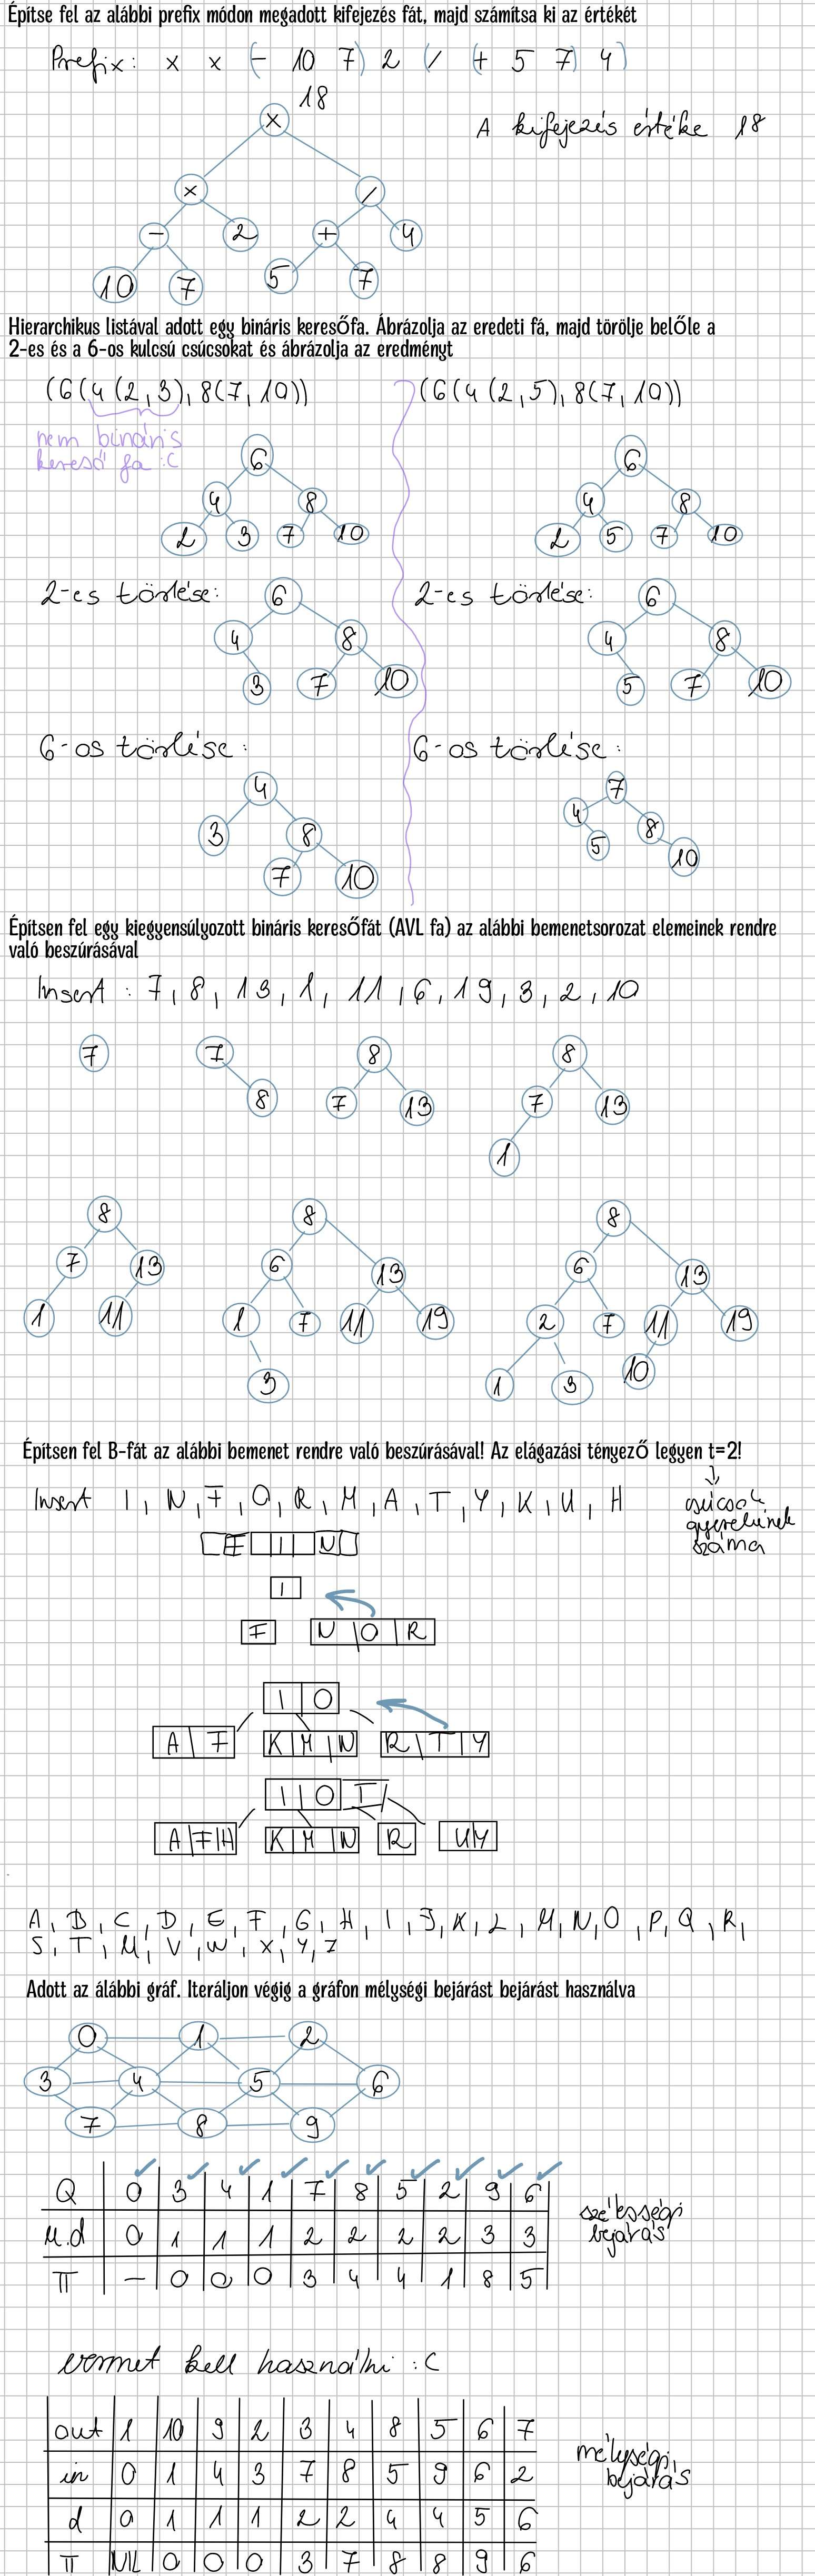 Építse fel az alábbi prefix módon megadott kifejezés fát, majd számítsa ki az értékét
Prefix: x x (- 10 7) 2 (/ (+ 5 7) 4)
18
x
A kifejezés értéke 18
x /
- 2 + 4
10 7 5 7
Hierarchikus listával adott egy bináris keresőfa. Ábrázolja az eredeti fá, majd törölje belőle a
2-es és a 6-os kulcsú csúcsokat és ábrázolja az eredményt
(6(4(2,3),8(7,10)) (6(4(2,5),8(7,10))
nem bináris
kereső fa :C
6 6
4 8 4 8
2 3 7 10 2 5 7 10
2-es törlése: 6 2-es törlése: 6
4 8 4 8
3 7 10 5 7 10
6-os törlése: 6-os törlése:
4 7
3 8 4 8
7 10 5 10
Építsen fel egy kiegyensúlyozott bináris keresőfát (AVL fa) az alábbi bemenetsorozat elemeinek rendre
való beszúrásával
Insert : 7, 8, 13, 1, 11, 6, 19, 3, 2, 10
7 7 8 8
8 7 13 7 13
1
8 8 8
7 13 6 13 6 13
1 11 1 7 11 19 2 7 11 19
3 1 3 10
Építsen fel B-fát az alábbi bemenet rendre való beszúrásával! Az elágazási tényező legyen t=2!
Insert I, N, F, O, R, M, A, T, Y, K, U, H
csúcsok
gyerekeinek
száma
F I N
I
F N O R
I O
A F K M N R T Y
I O T
A F H K M N R U Y
A, B, C, D, E, F, G, H, I, J, K, L, M, N, O, P, Q, R,
S, T, U, V, W, X, Y, Z
Adott az álábbi gráf. Iteráljon végig a gráfon mélységi bejárást bejárást használva
0 1 2
3 4 5 6
7 8 9
Q 0 3 4 1 7 8 5 2 9 6
szélességi
bejárás
u.d 0 1 1 1 2 2 2 2 3 3
π — 0 0 0 3 4 4 1 8 5
vermet kell használni :C
out 1 10 9 2 3 4 8 5 6 7
mélységi
bejárás
in 0 1 4 3 7 8 5 9 6 2
d 0 1 1 1 2 2 4 4 5 6
π NIL 0 0 0 3 7 8 8 9 6